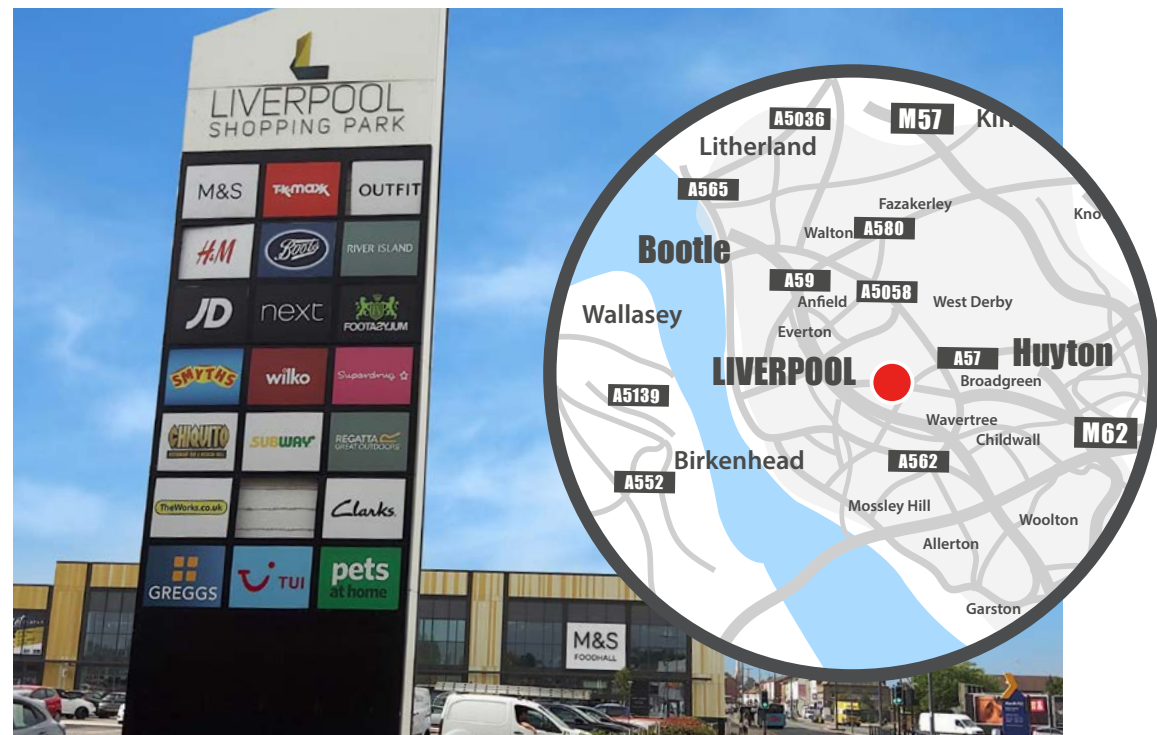 LIVERPOOL
SHOPPING PARK
M&S
TK maxx
OUTFIT
H&M
Boots
RIVER ISLAND
JD
next
FOOTASYLUM
SMYTHS
wilko
Superdrug
CHIQUITO
SUBWAY
REGATTA
GREAT OUTDOORS
TheWorks.co.uk
Clarks
GREGGS
TUI
pets
at home
M&S
FOODHALL
A5036
M57
Litherland
A565
Fazakerley
Walton
A580
Bootle
A59
A5058
Anfield
West Derby
Wallasey
Everton
A57
Huyton
LIVERPOOL
Broadgreen
A5139
Wavertree
Childwall
M62
Birkenhead
A562
A552
Mossley Hill
Woolton
Allerton
Garston